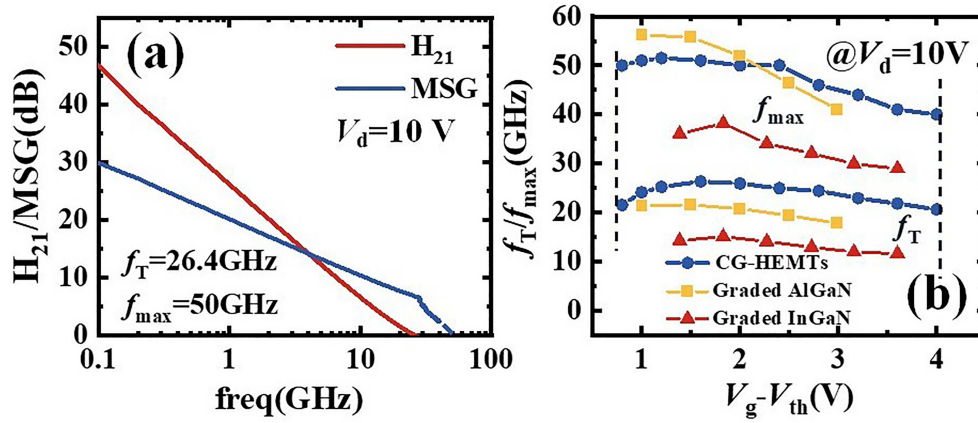 (a)
H21
MSG
Vd=10 V
fT=26.4GHz
fmax=50GHz
H21/MSG(dB)
50
40
30
20
10
0
0.1
1
10
100
freq(GHz)
(b)
@Vd=10V
fmax
fT
CG-HEMTs
Graded AlGaN
Graded InGaN
fT/fmax(GHz)
60
50
40
30
20
10
0
1
2
3
4
Vg-Vth(V)